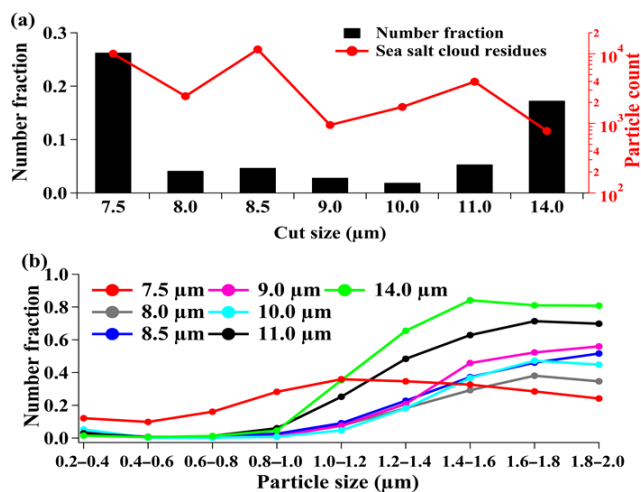 (a)
Number fraction
Sea salt cloud residues
0.3
0.2
0.1
0.0
Number fraction
10⁴
6
4
2
10³
6
4
2
10²
Particle count
7.5 8.0 8.5 9.0 10.0 11.0 14.0
Cut size (µm)
(b)
7.5 µm 9.0 µm 14.0 µm
8.0 µm 10.0 µm
8.5 µm 11.0 µm
1.0
0.8
0.6
0.4
0.2
0.0
Number fraction
0.2–0.4 0.4–0.6 0.6–0.8 0.8–1.0 1.0–1.2 1.2–1.4 1.4–1.6 1.6–1.8 1.8–2.0
Particle size (µm)